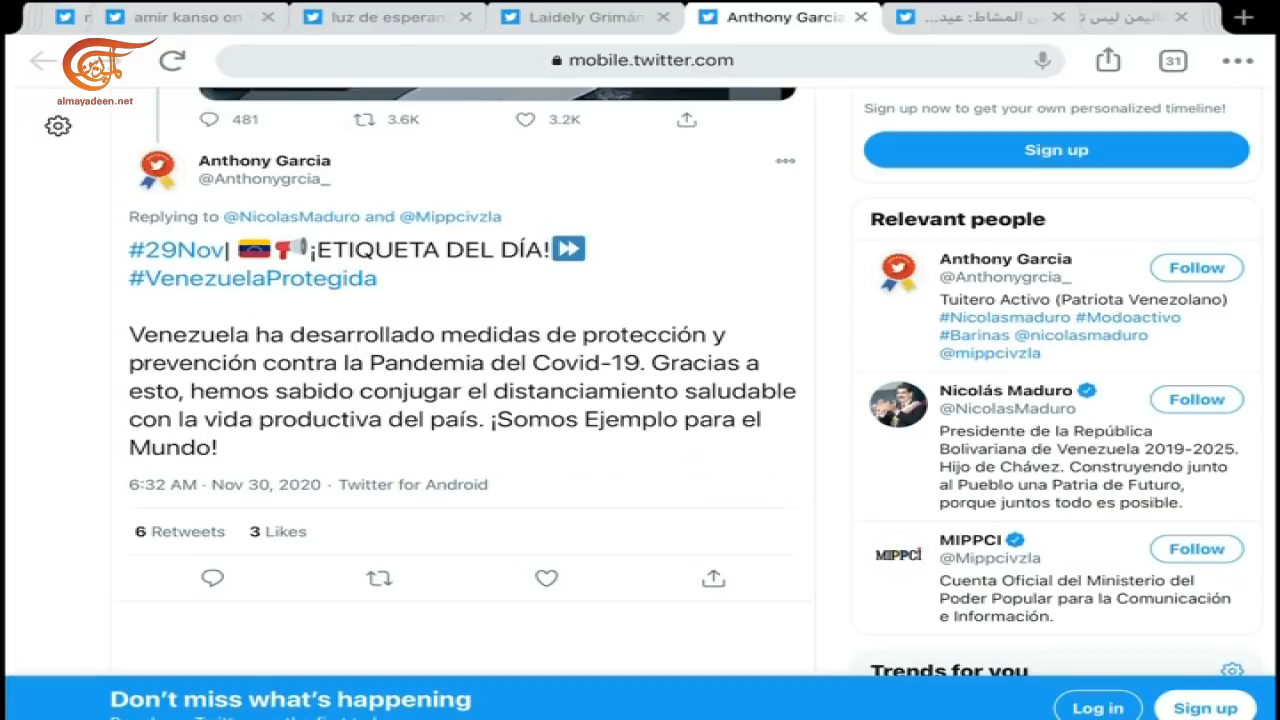 amir kanso on
luz de esperan
Laidely Grimán
Anthony Garcia
المشاط: عيد...
اليمن ليس
mobile.twitter.com
31
الميادين
almayadeen.net
481
3.6K
3.2K
Anthony Garcia
@Anthonygrcia_
Replying to @NicolasMaduro and @Mippcivzla
#29Nov| ¡ETIQUETA DEL DÍA!
#VenezuelaProtegida
Venezuela ha desarrollado medidas de protección y
prevención contra la Pandemia del Covid-19. Gracias a
esto, hemos sabido conjugar el distanciamiento saludable
con la vida productiva del país. ¡Somos Ejemplo para el
Mundo!
6:32 AM · Nov 30, 2020 · Twitter for Android
6 Retweets 3 Likes
Sign up now to get your own personalized timeline!
Sign up
Relevant people
Anthony Garcia
@Anthonygrcia_
Follow
Tuitero Activo (Patriota Venezolano)
#Nicolasmaduro #Modoactivo
#Barinas @nicolasmaduro
@mippcivzla
Nicolás Maduro
@NicolasMaduro
Follow
Presidente de la República
Bolivariana de Venezuela 2019-2025.
Hijo de Chávez. Construyendo junto
al Pueblo una Patria de Futuro,
porque juntos todo es posible.
MIPPCI
MIPPCI
@Mippcivzla
Follow
Cuenta Oficial del Ministerio del
Poder Popular para la Comunicación
e Información.
Trends for you
Don't miss what's happening
Log in
Sign up